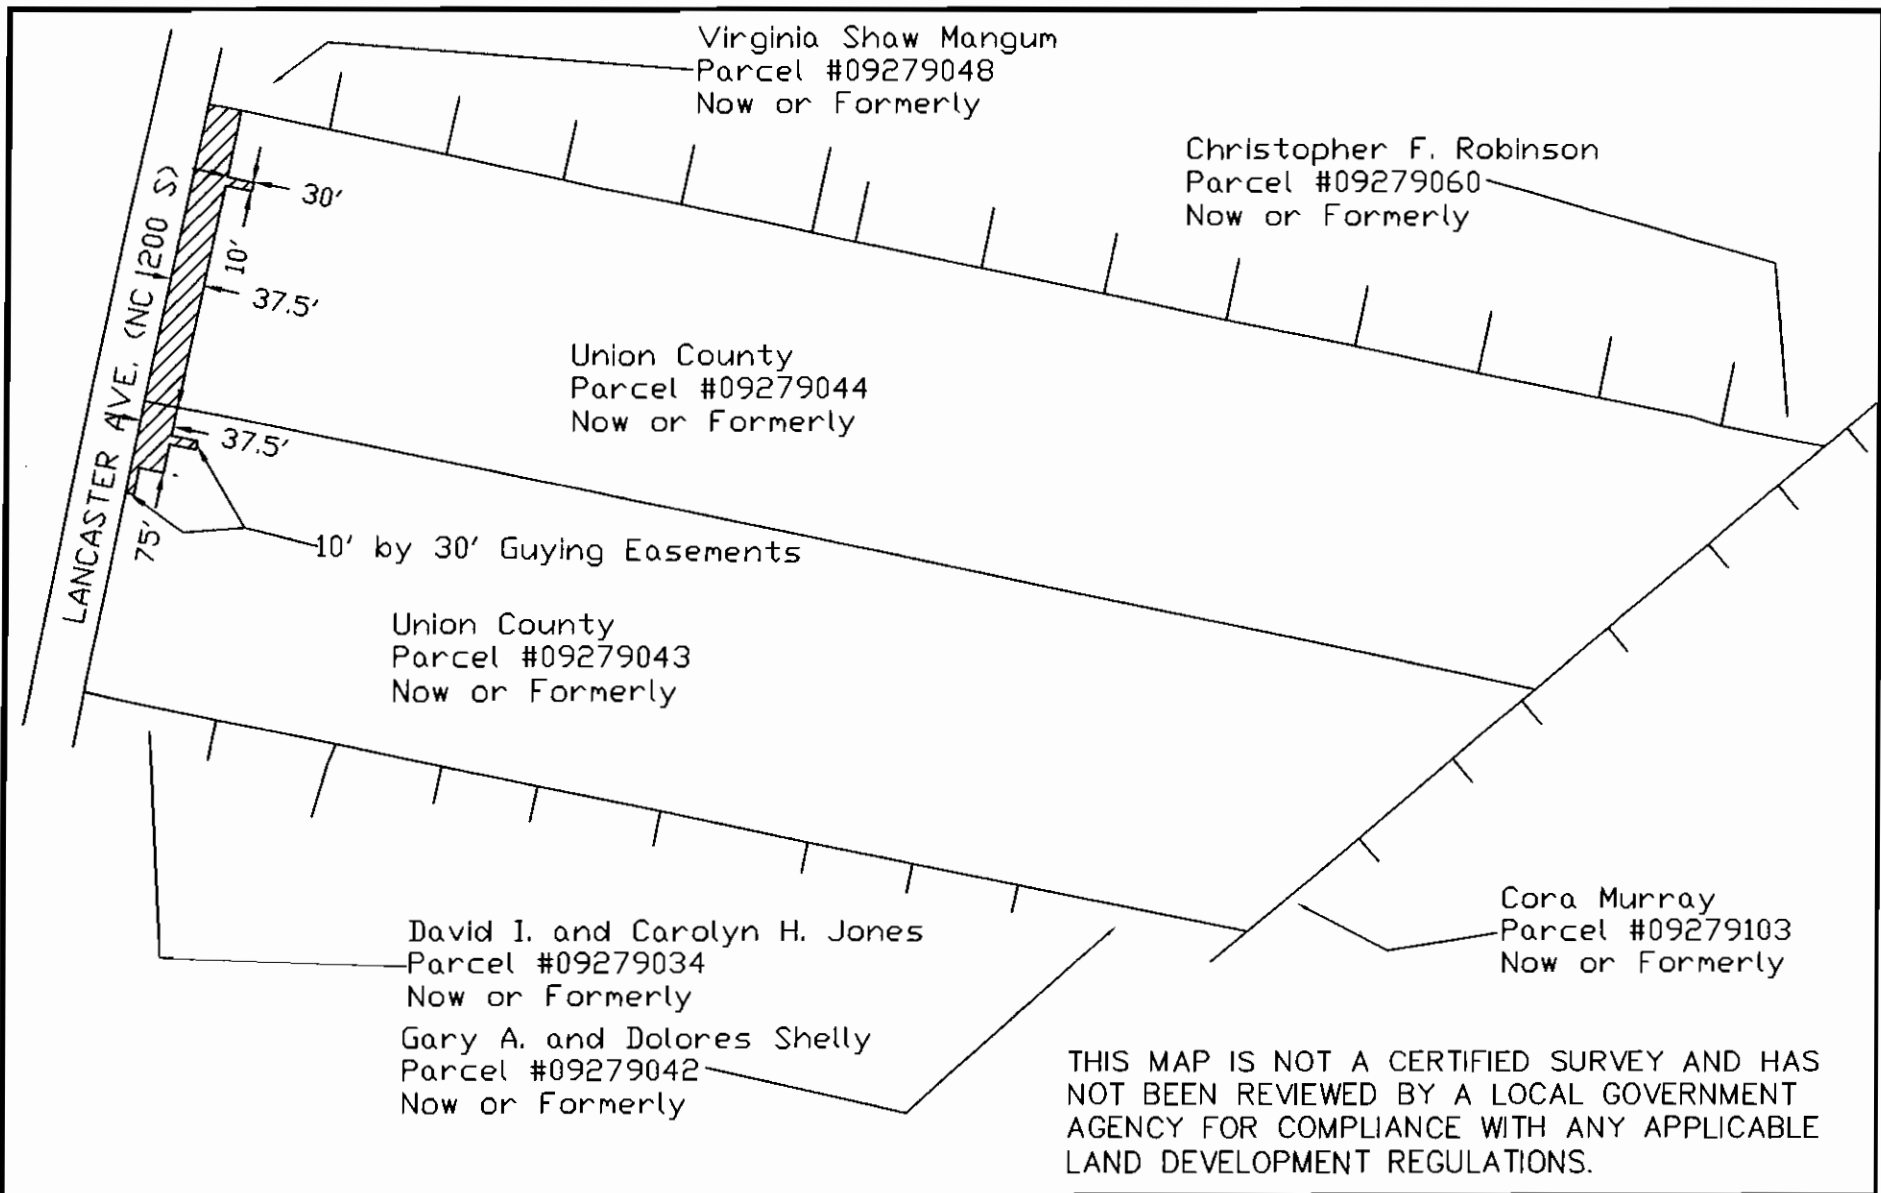 Virginia Shaw Mangum
Parcel #09279048
Now or Formerly
Christopher F. Robinson
Parcel #09279060
Now or Formerly
30'
10'
37.5'
LANCASTER AVE. (NC 200 S)
Union County
Parcel #09279044
Now or Formerly
37.5'
75'
10' by 30' Guying Easements
Union County
Parcel #09279043
Now or Formerly
David I. and Carolyn H. Jones
Parcel #09279034
Now or Formerly
Cora Murray
Parcel #09279103
Now or Formerly
Gary A. and Dolores Shelly
Parcel #09279042
Now or Formerly
THIS MAP IS NOT A CERTIFIED SURVEY AND HAS
NOT BEEN REVIEWED BY A LOCAL GOVERNMENT
AGENCY FOR COMPLIANCE WITH ANY APPLICABLE
LAND DEVELOPMENT REGULATIONS.